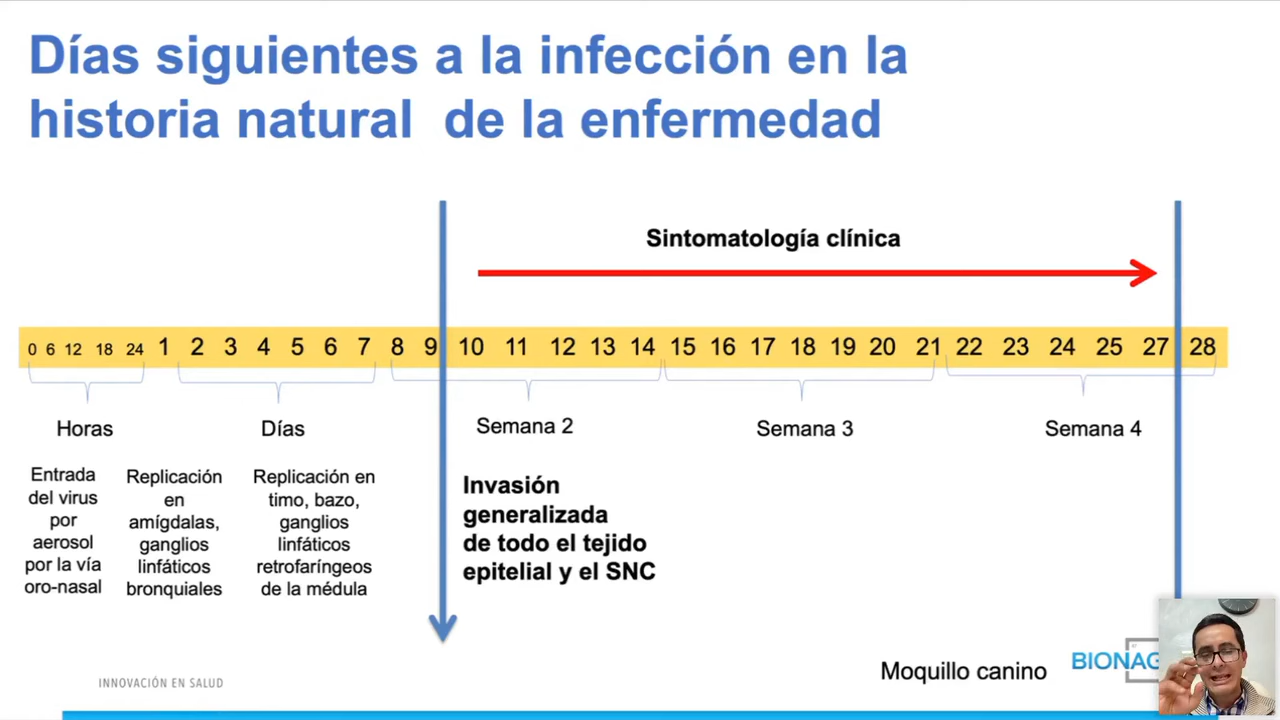 Días siguientes a la infección en la
historia natural de la enfermedad
Sintomatología clínica
0 6 12 18 24 1 2 3 4 5 6 7 8 9 10 11 12 13 14 15 16 17 18 19 20 21 22 23 24 25 27 28
Horas
Días
Semana 2
Semana 3
Semana 4
Entrada
del virus
por
aerosol
por la vía
oro-nasal
Replicación
en
amígdalas,
ganglios
linfáticos
bronquiales
Replicación en
timo, bazo,
ganglios
linfáticos
retrofaríngeos
de la médula
Invasión
generalizada
de todo el tejido
epitelial y el SNC
INNOVACIÓN EN SALUD
Moquillo canino